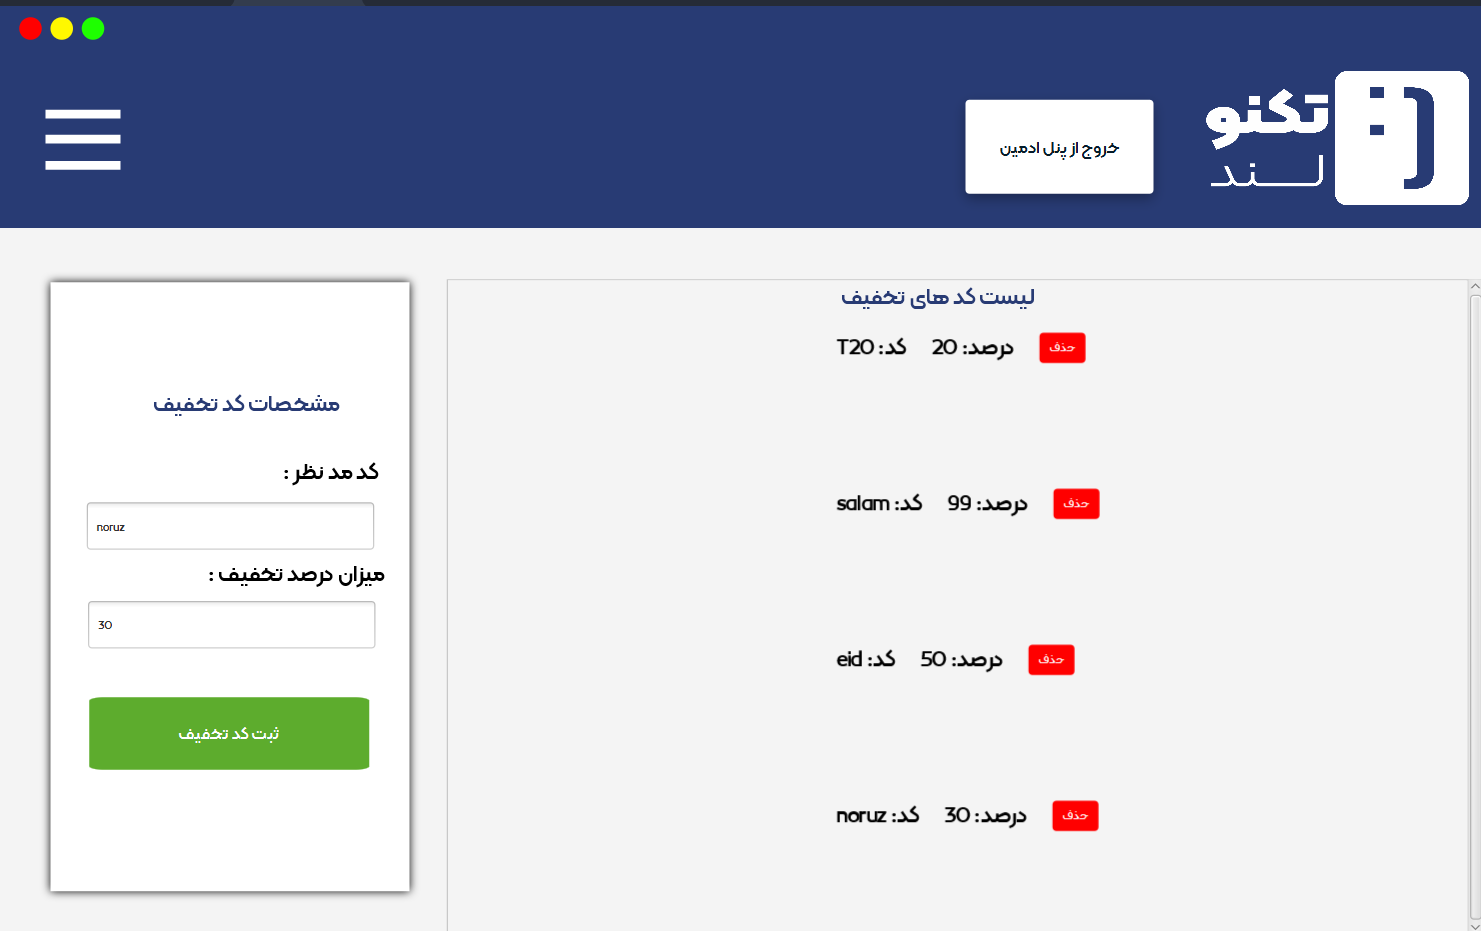 تکنو
لند
خروج از پنل ادمین
لیست کد های تخفیف
کد: T20 درصد: 20 حذف
کد: salam درصد: 99 حذف
کد: eid درصد: 50 حذف
کد: noruz درصد: 30 حذف
مشخصات کد تخفیف
کد مد نظر :
noruz
میزان درصد تخفیف :
30
ثبت کد تخفیف